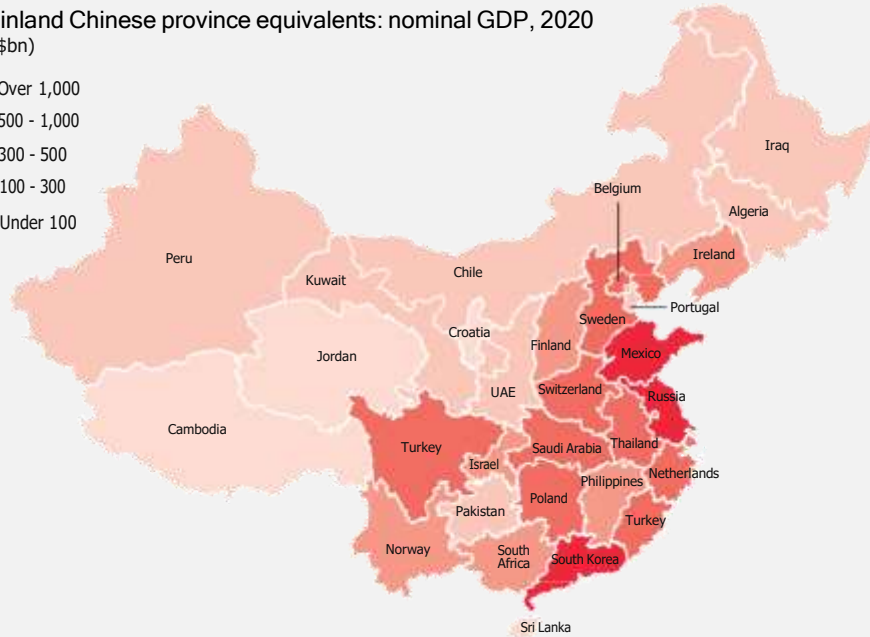 inland Chinese province equivalents: nominal GDP, 2020
$bn)
Over 1,000
500 - 1,000
300 - 500
100 - 300
Under 100
Iraq
Belgium
Algeria
Ireland
Peru
Kuwait
Chile
Portugal
Sweden
Croatia
Finland
Mexico
Jordan
UAE
Switzerland
Russia
Cambodia
Turkey
Saudi Arabia
Thailand
Israel
Netherlands
Philippines
Poland
Pakistan
Turkey
Norway
South
Africa
South Korea
Sri Lanka